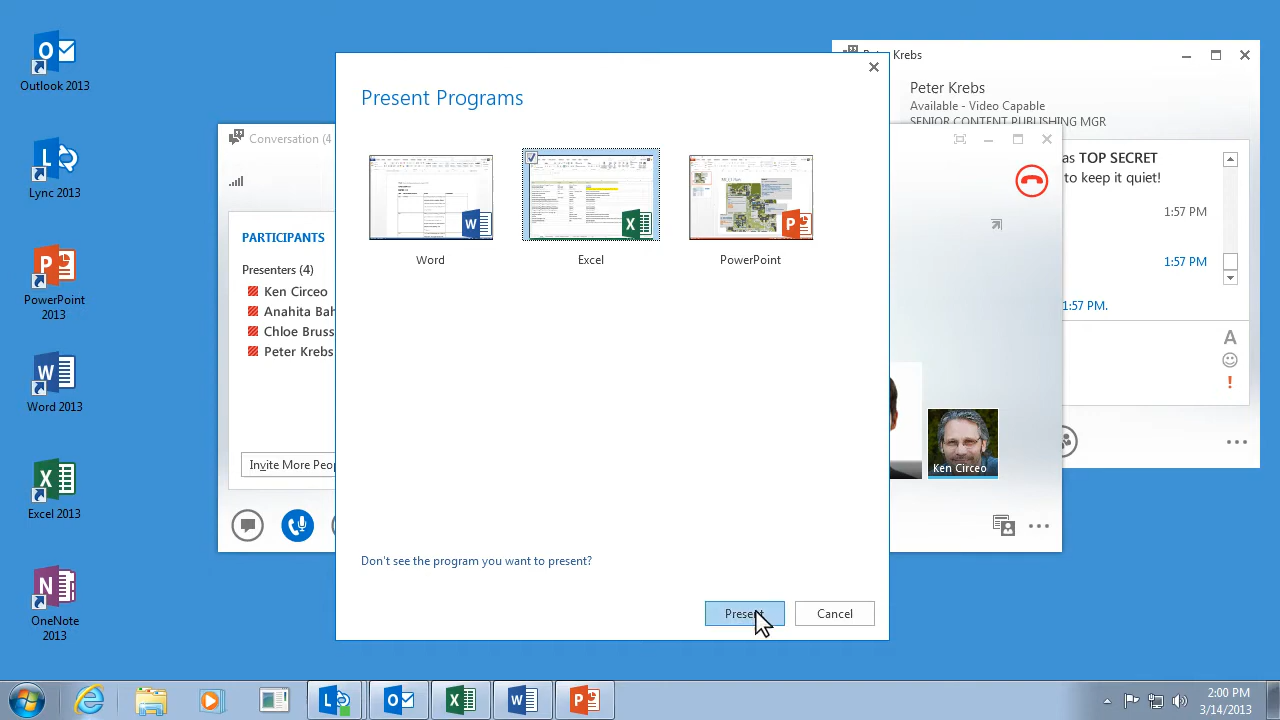 Outlook 2013
Lync 2013
PowerPoint
2013
Word 2013
Excel 2013
OneNote
2013
Conversation (4
PARTICIPANTS
Presenters (4)
Ken Circeo
Anahita Bah
Chloe Bruss
Peter Krebs
Invite More Peop
Present Programs
Word
Excel
PowerPoint
Don't see the program you want to present?
Present
Cancel
Krebs
Peter Krebs
Available - Video Capable
SENIOR CONTENT PUBLISHING MGR
as TOP SECRET
to keep it quiet!
1:57 PM
1:57 PM
1:57 PM.
Ken Circeo
2:00 PM
3/14/2013